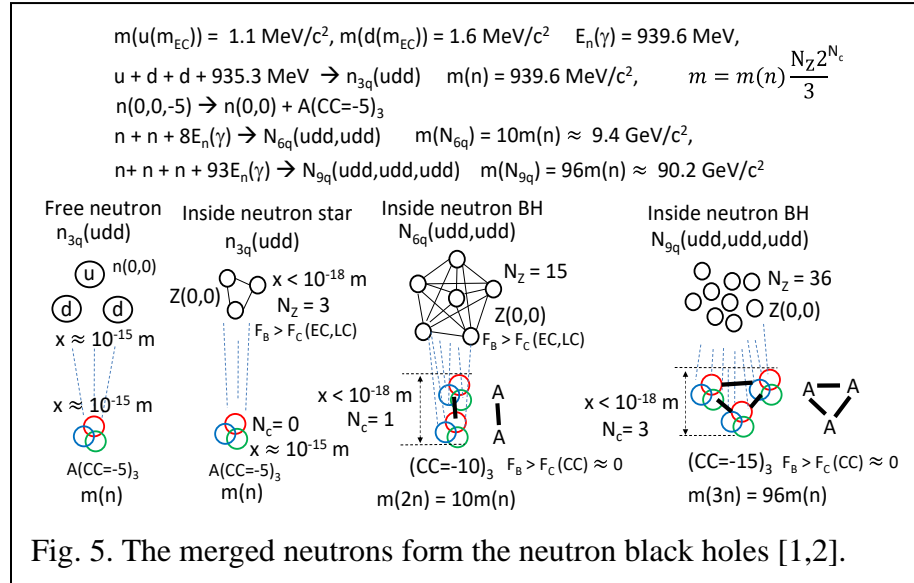 m(u(m_EC)) = 1.1 MeV/c², m(d(m_EC)) = 1.6 MeV/c² E_n(γ) = 939.6 MeV,
u + d + d + 935.3 MeV → n_3q(udd) m(n) = 939.6 MeV/c², m = m(n) N_Z 2^N_c / 3
n(0,0,-5) → n(0,0) + A(CC=-5)₃
n + n + 8E_n(γ) → N_6q(udd,udd) m(N_6q) = 10m(n) ≈ 9.4 GeV/c²,
n+ n + n + 93E_n(γ) → N_9q(udd,udd,udd) m(N_9q) = 96m(n) ≈ 90.2 GeV/c²
Free neutron
n_3q(udd)
u n(0,0)
d d
x ≈ 10⁻¹⁵ m
x ≈ 10⁻¹⁵ m
A(CC=-5)₃
m(n)
Inside neutron star
n_3q(udd)
x < 10⁻¹⁸ m
Z(0,0)
N_Z = 3
F_B > F_C (EC,LC)
N_c = 0
x ≈ 10⁻¹⁵ m
A(CC=-5)₃
m(n)
Inside neutron BH
N_6q(udd,udd)
N_Z = 15
Z(0,0)
F_B > F_C (EC,LC)
x < 10⁻¹⁸ m
N_c = 1
A
A
(CC=-10)₃ F_B > F_C (CC) ≈ 0
m(2n) = 10m(n)
Inside neutron BH
N_9q(udd,udd,udd)
N_Z = 36
Z(0,0)
x < 10⁻¹⁸ m
N_c = 3
A A
A
(CC=-15)₃ F_B > F_C (CC) ≈ 0
m(3n) = 96m(n)
Fig. 5. The merged neutrons form the neutron black holes [1,2].